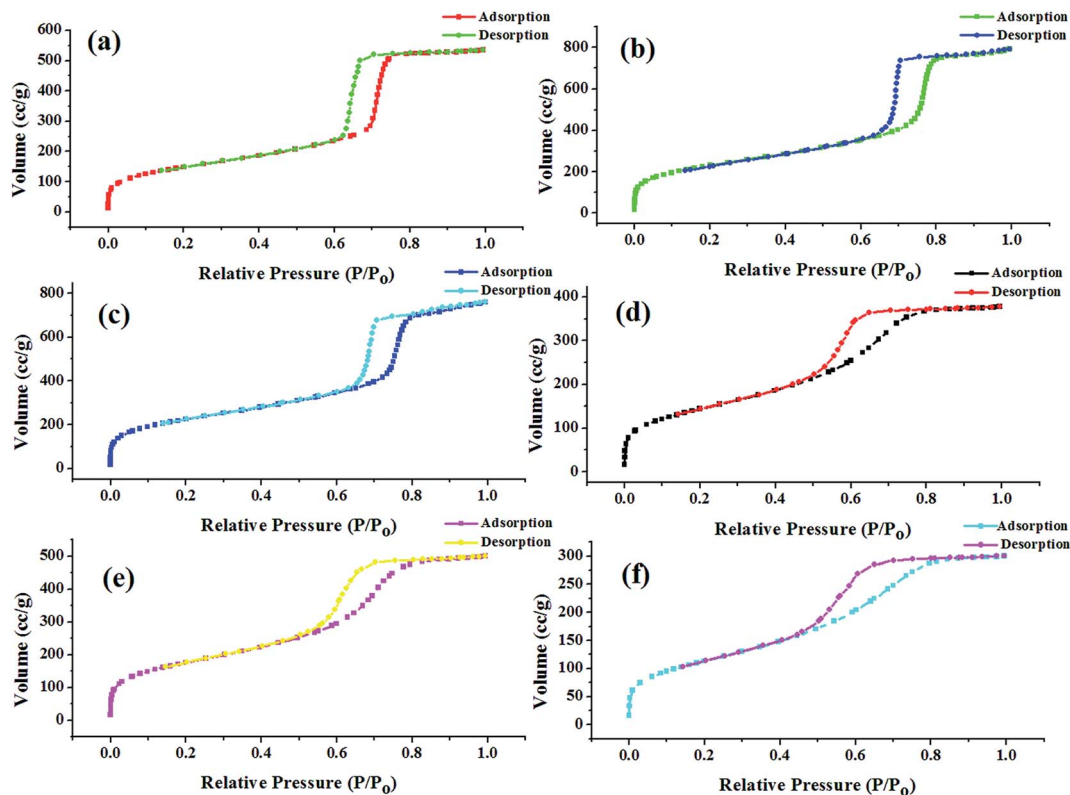 (a)
Adsorption
Desorption
Volume (cc/g)
600
500
400
300
200
100
0
0.0 0.2 0.4 0.6 0.8 1.0
Relative Pressure (P/Po)
(b)
Adsorption
Desorption
Volume (cc/g)
800
600
400
200
0
0.0 0.2 0.4 0.6 0.8 1.0
Relative Pressure (P/Po)
(c)
Adsorption
Desorption
Volume (cc/g)
800
600
400
200
0
0.0 0.2 0.4 0.6 0.8 1.0
Relative Pressure (P/Po)
(d)
Adsorption
Desorption
Volume (cc/g)
400
300
200
100
0
0.0 0.2 0.4 0.6 0.8 1.0
Relative Pressure (P/Po)
(e)
Adsorption
Desorption
Volume (cc/g)
500
400
300
200
100
0
0.0 0.2 0.4 0.6 0.8 1.0
Relative Pressure (P/Po)
(f)
Adsorption
Desorption
Volume (cc/g)
300
250
200
150
100
50
0
0.0 0.2 0.4 0.6 0.8 1.0
Relative Pressure (P/Po)